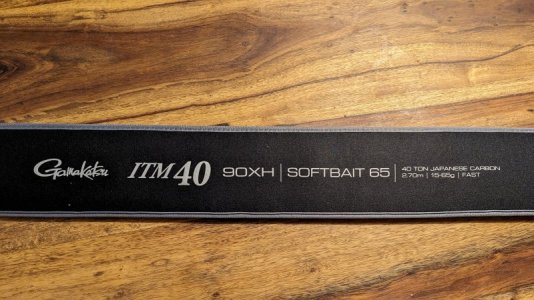 Gamakatsu ITM40 90XH | SOFTBAIT 65 |
40 TON JAPANESE CARBON
2.70m | 15-65g | FAST